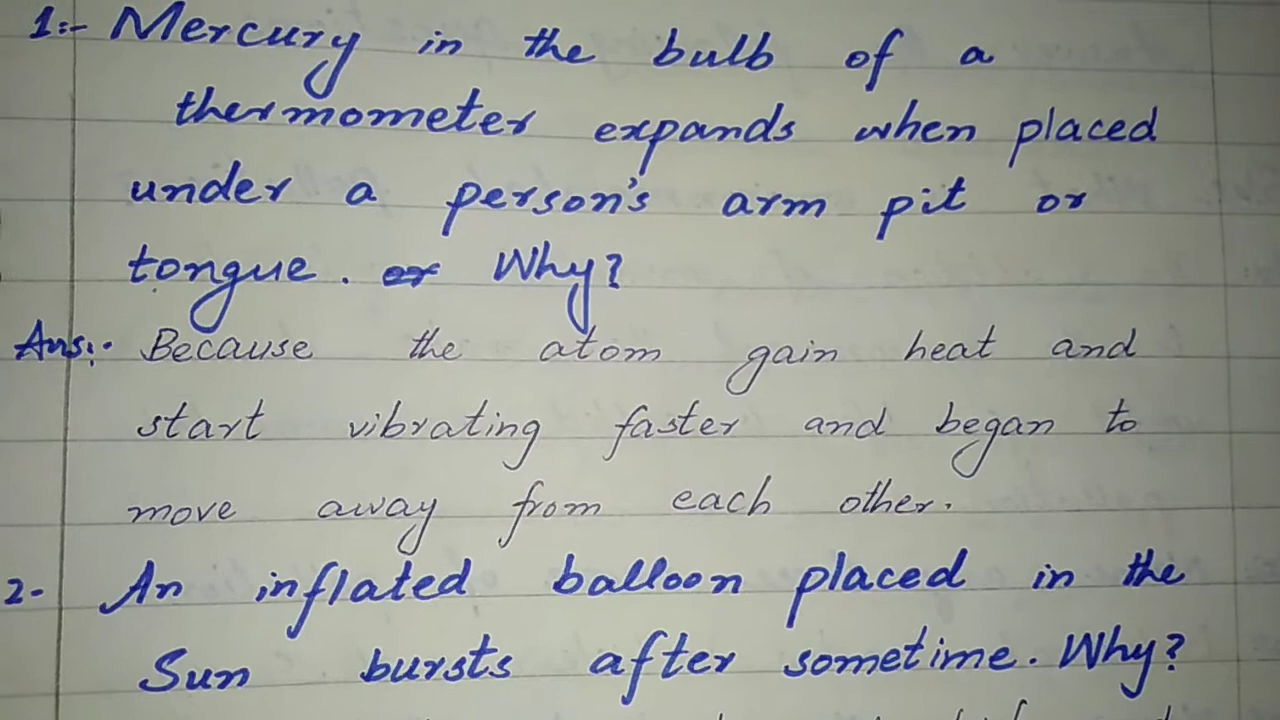 1:- Mercury in the bulb of a
thermometer expands when placed
under a person's arm pit or
tongue. or Why?
Ans:- Because the atom gain heat and
start vibrating faster and began to
move away from each other.
2- An inflated balloon placed in the
Sun bursts after sometime. Why?